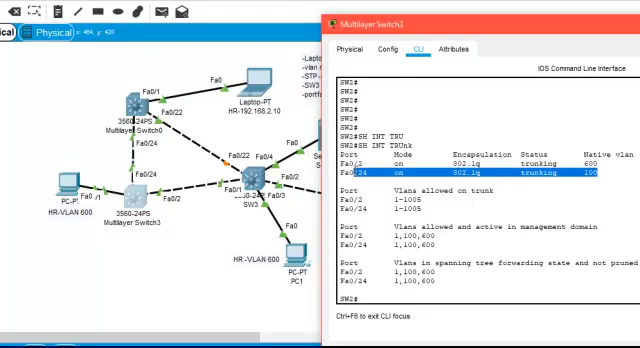 ical
Physical x: 484, y: 420
Fa0/1
Fa0
Laptop-PT
HR-192.168.2.10
3560-24PS
Multilayer Switch0
Fa0/22
Fa0/24
Fa0/22
Fa0/4
Fa0
Fa0/24
Fa0/2
Fa0/1
SW3
Fa0/2
Fa0/3
PC-PT
HR-VLAN 600
Fa0
/1
3560-24PS
Multilayer Switch3
Fa0
HR -VLAN 600
PC-PT
PC1
-STP -
-SW3
Multilayer Switch3
Physical Config CLI Attributes
IOS Command Line Interface
SW2#
SW2#
SW2#
SW2#
SW2#
SW2#SH INT TRU
SW2#SH INT TRUnk
Port Mode Encapsulation Status Native vlan
Fa0/2 on 802.1q trunking 600
Fa0/24 on 802.1q trunking 100
Port Vlans allowed on trunk
Fa0/2 1-1005
Fa0/24 1-1005
Port Vlans allowed and active in management domain
Fa0/2 1,100,600
Fa0/24 1,100,600
Port Vlans in spanning tree forwarding state and not pruned
Fa0/2 1,100,600
Fa0/24 1,100,600
SW2#
Ctrl+F6 to exit CLI focus